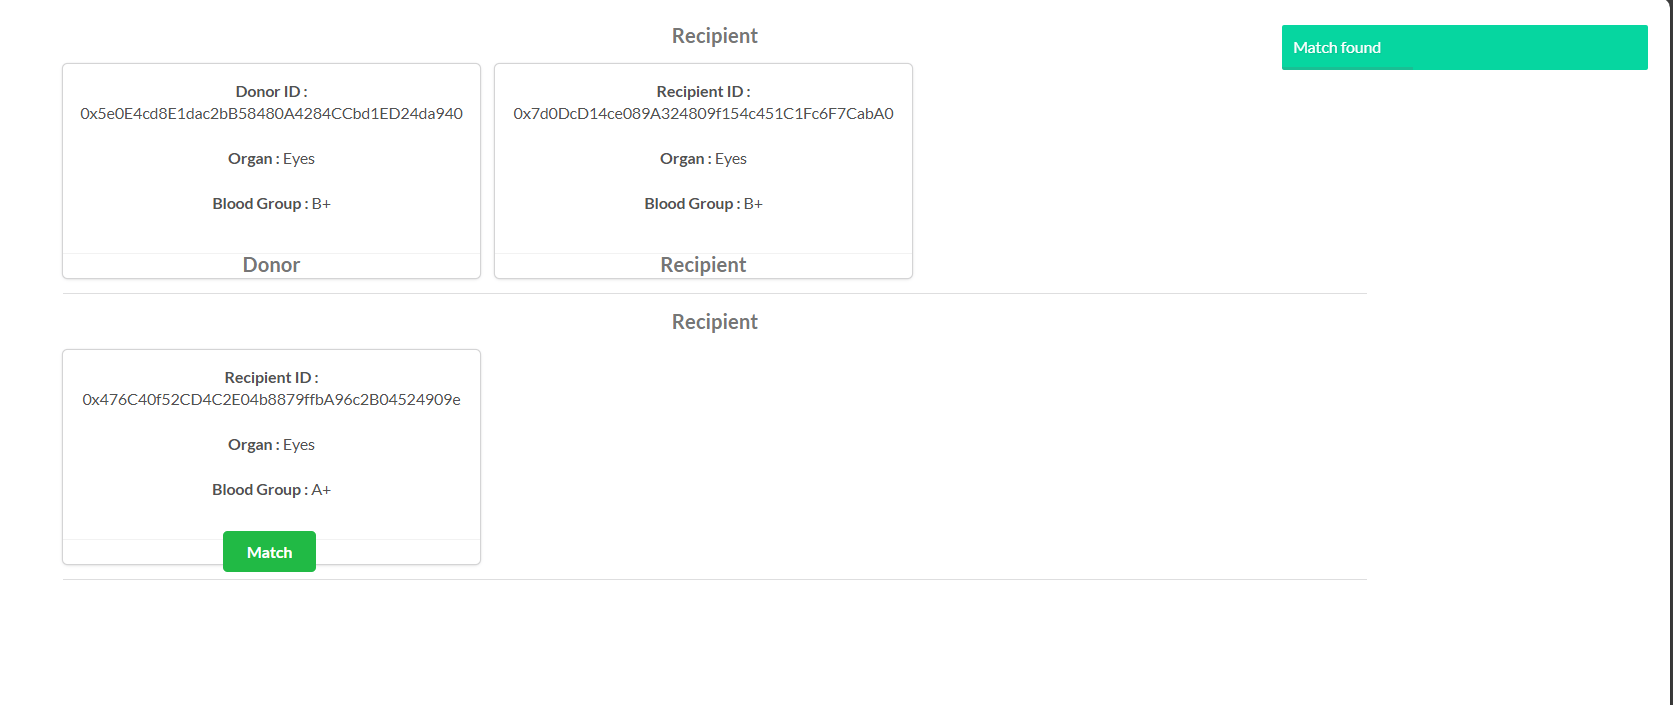 Recipient
Match found
Donor ID :
0x5e0E4cd8E1dac2bB58480A4284CCbd1ED24da940
Organ : Eyes
Blood Group : B+
Donor
Recipient ID :
0x7d0DcD14ce089A324809f154c451C1Fc6F7CabA0
Organ : Eyes
Blood Group : B+
Recipient
Recipient
Recipient ID :
0x476C40f52CD4C2E04b8879ffbA96c2B04524909e
Organ : Eyes
Blood Group : A+
Match